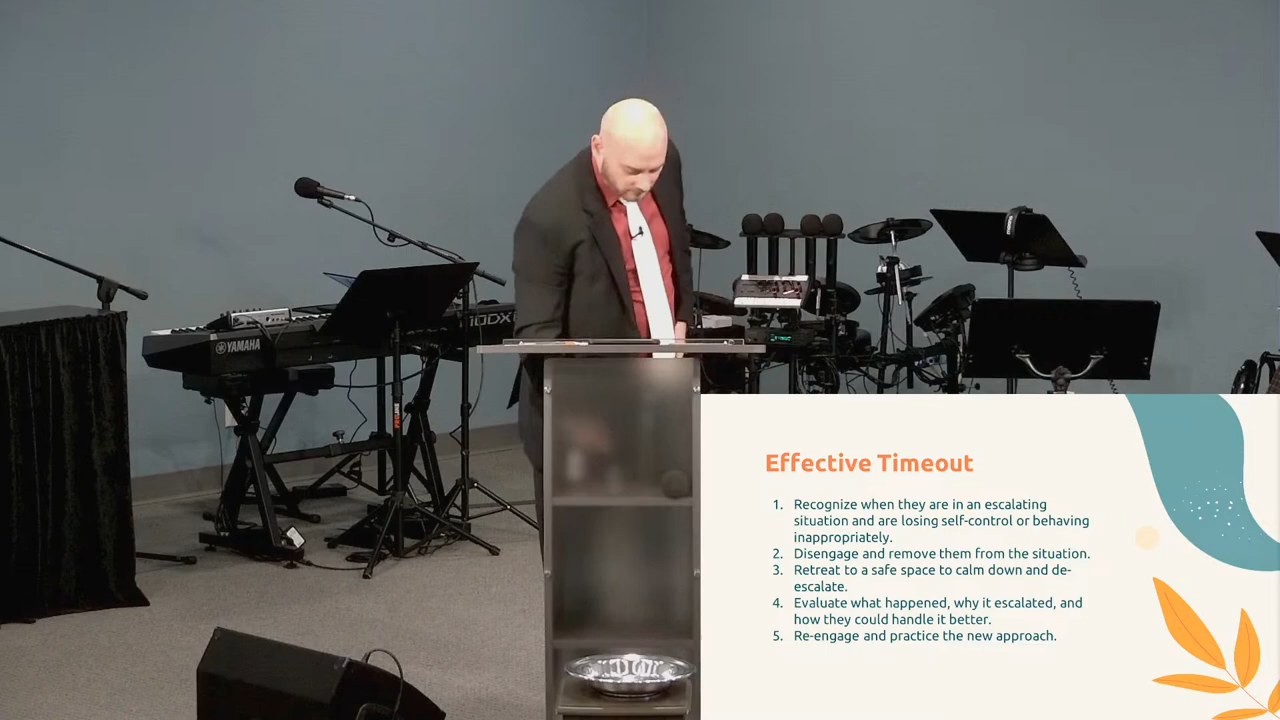 YAMAHA
Effective Timeout
1. Recognize when they are in an escalating
situation and are losing self-control or behaving
inappropriately.
2. Disengage and remove them from the situation.
3. Retreat to a safe space to calm down and de-
escalate.
4. Evaluate what happened, why it escalated, and
how they could handle it better.
5. Re-engage and practice the new approach.